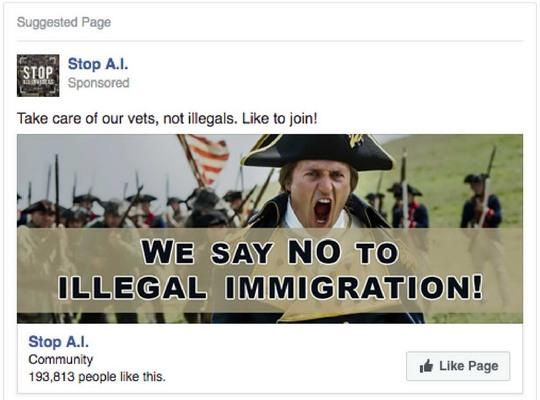 Suggested Page
STOP
Stop A.I.
Sponsored
Take care of our vets, not illegals. Like to join!
WE SAY NO TO
ILLEGAL IMMIGRATION!
Stop A.I.
Community
193,813 people like this.
Like Page